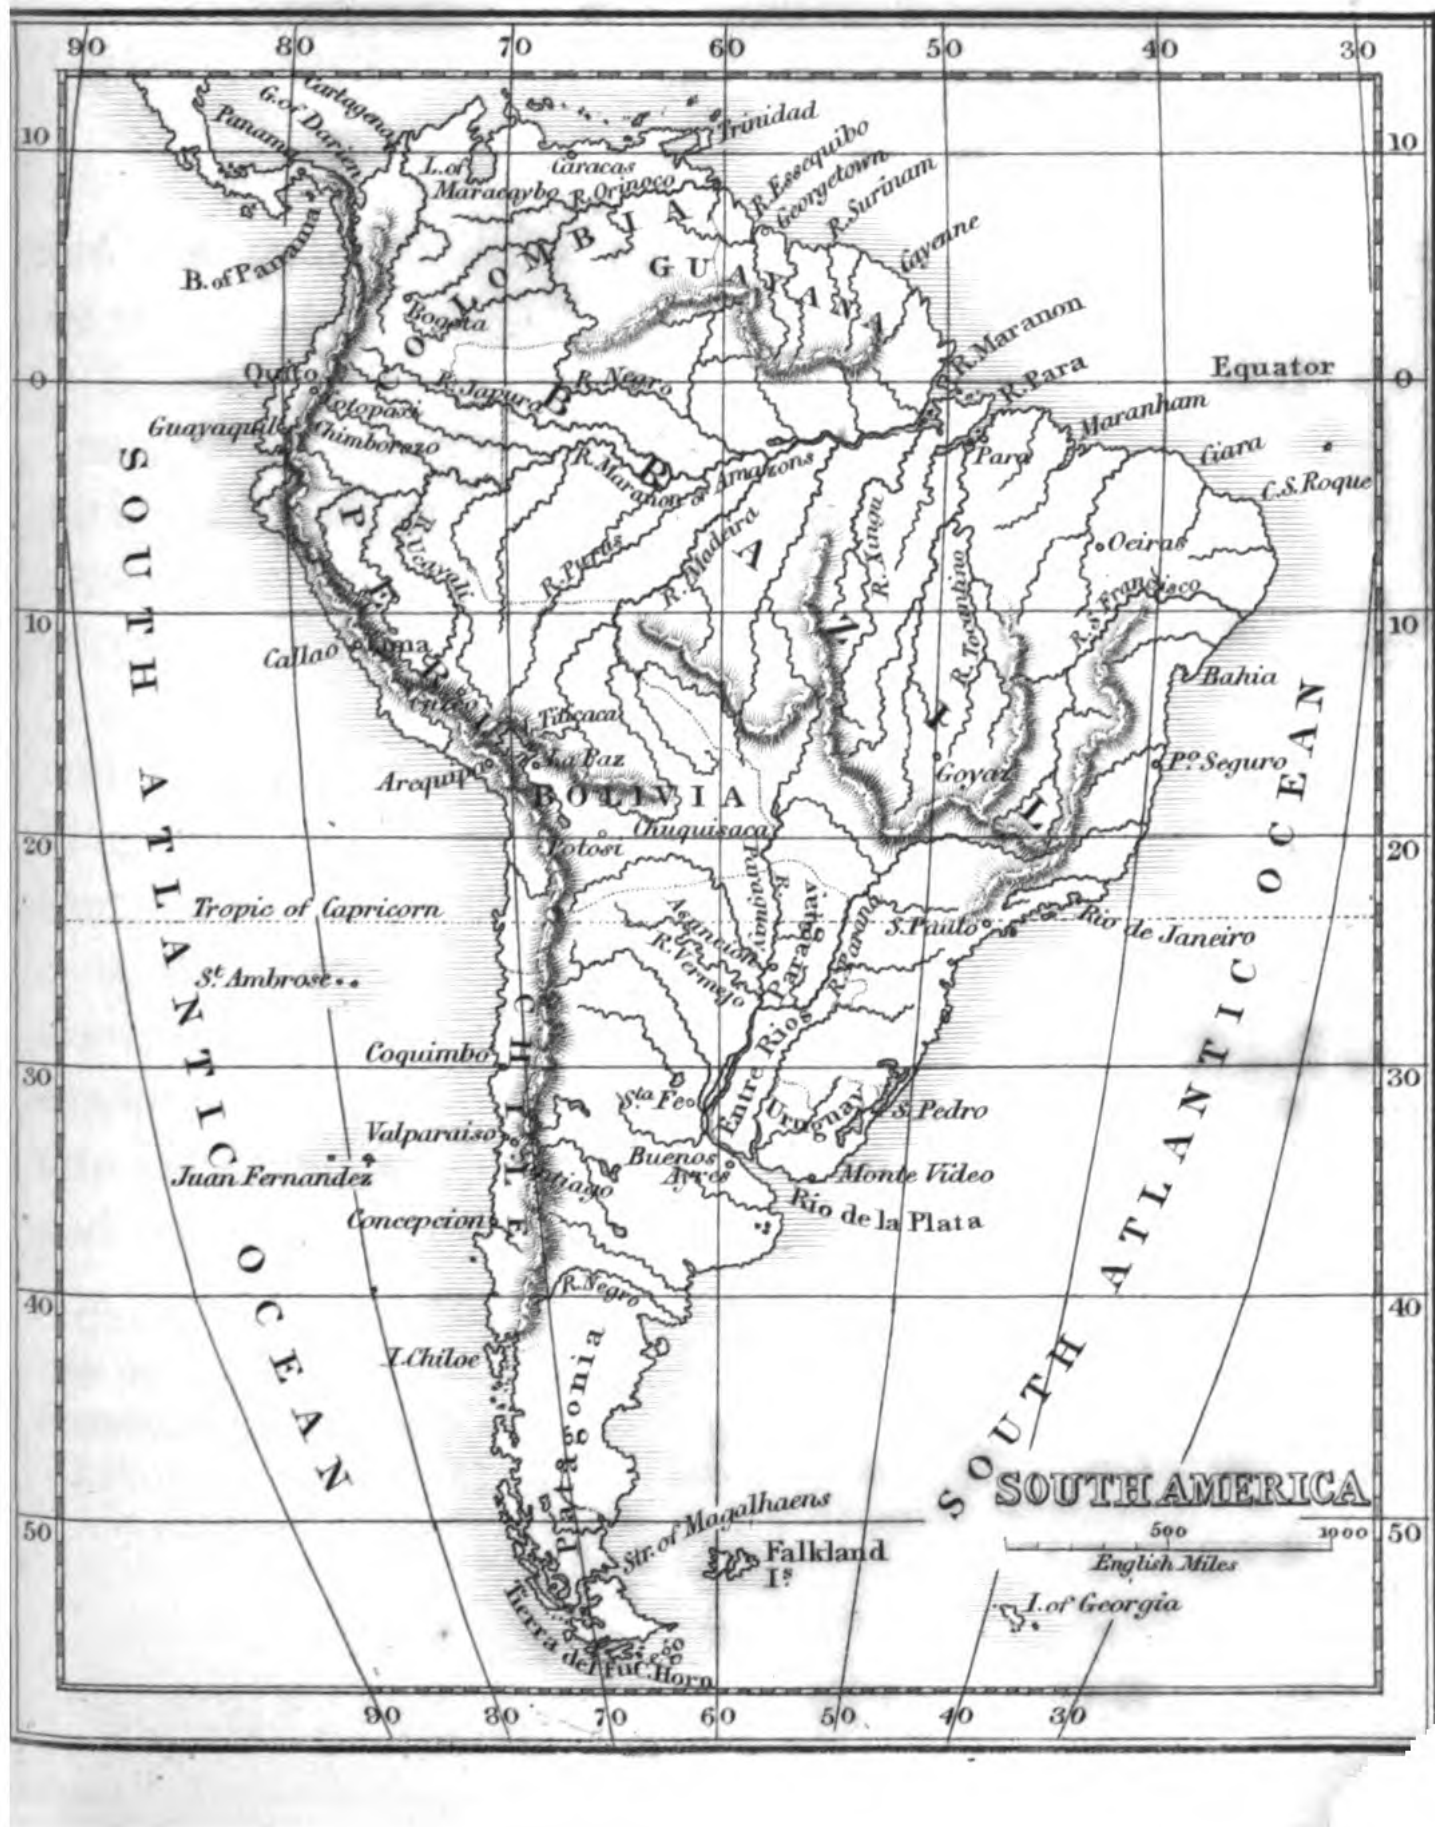 90 80 70 60 50 40 30
Cartagena
G. of Darien
Panama
10
10
Trinidad
L. of
Maracaybo
Caracas
R. Orinoco
R. Essequibo
Georgetown
R. Surinam
Cayenne
B. of Panama
COLOMBIA
GUAYANA
Bogota
R. Maranon
R. Para
Equator
0
0
Quito
R. Japura
R. Negro
Cotopaxi
Guayaquil
Chimborazo
Maranham
Para
Ciara
C. S. Roque
R. Maranon or Amazons
BRAZIL
PERU
R. Ucayali
R. Purus
R. Madeira
R. Xingu
R. Tocantino
Oeiras
R. S. Francisco
10
10
Callao
Lima
Cuzco
Bahia
Titicaca
Arequipa
La Paz
BOLIVIA
Goyaz
Po. Seguro
Chuquisaca
Potosi
20
20
R. Paraguay
Paraguay
Tropic of Capricorn
Asuncion
R. Vermejo
R. Parana
S. Paulo
Rio de Janeiro
St. Ambrose
CHILE
Coquimbo
Entre Rios
30
30
Sta Fe
Uruguay
S. Pedro
Valparaiso
Juan Fernandez
Santiago
Buenos
Ayres
Monte Video
Rio de la Plata
Concepcion
R. Negro
40
40
I. Chiloe
Patagonia
SOUTH ATLANTIC OCEAN
SOUTH ATLANTIC OCEAN
SOUTH AMERICA
50
50
500 1000
English Miles
Str. of Magalhaens
Falkland
Is.
I. of Georgia
Tierra del Fuego
C. Horn
90 80 70 60 50 40 30